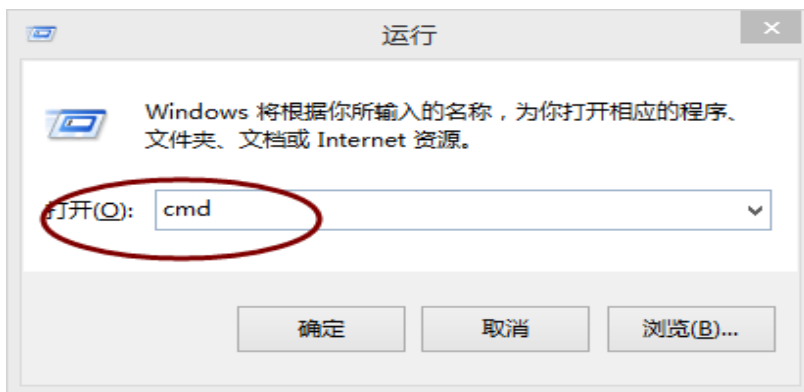 运行
Windows 将根据你所输入的名称，为你打开相应的程序、
文件夹、文档或 Internet 资源。
打开(O): cmd
确定 取消 浏览(B)...